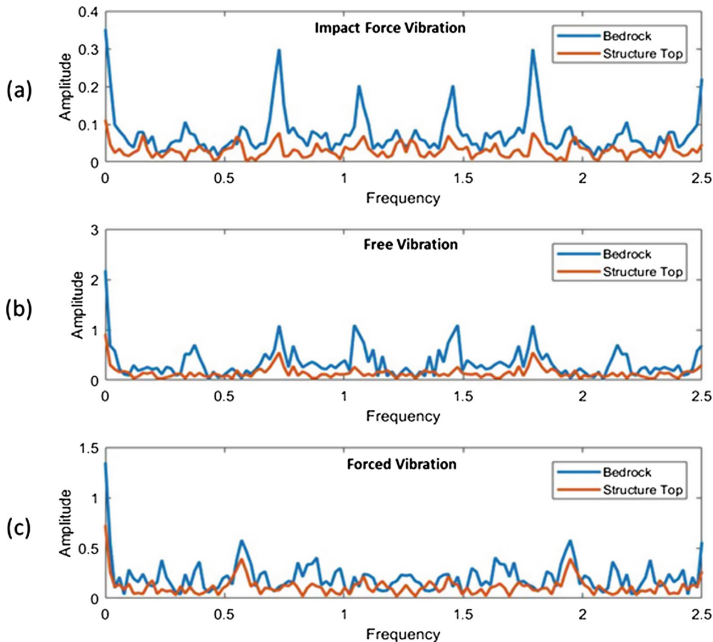 (a)
Impact Force Vibration
Bedrock
Structure Top
Amplitude
0.4
0.3
0.2
0.1
0
0 0.5 1 1.5 2 2.5
Frequency
(b)
Free Vibration
Bedrock
Structure Top
Amplitude
3
2
1
0
0 0.5 1 1.5 2 2.5
Frequency
(c)
Forced Vibration
Bedrock
Structure Top
Amplitude
1.5
1
0.5
0
0 0.5 1 1.5 2 2.5
Frequency